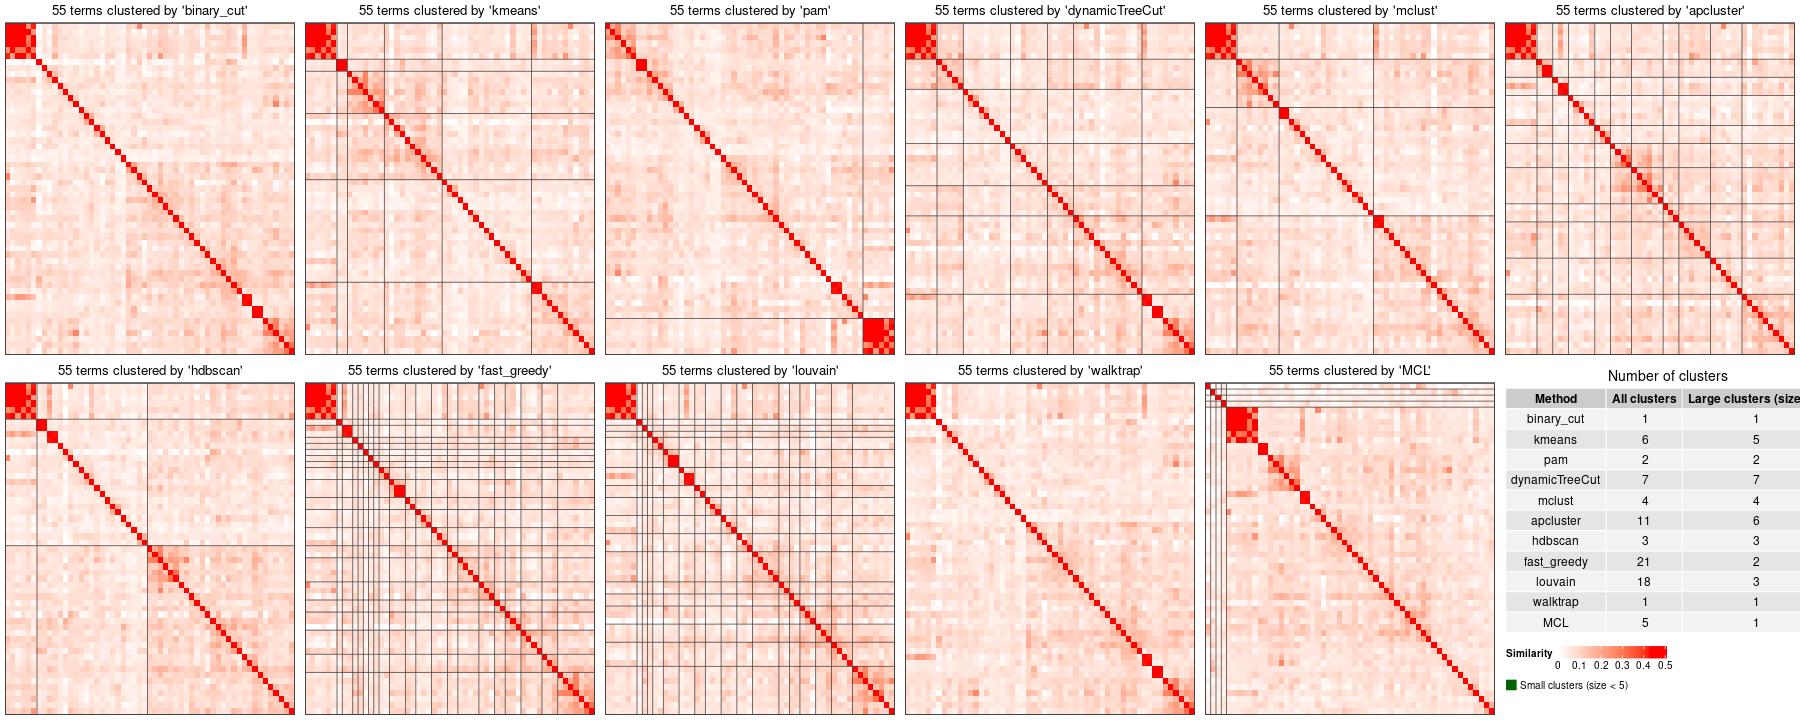 55 terms clustered by 'binary_cut'
55 terms clustered by 'kmeans'
55 terms clustered by 'pam'
55 terms clustered by 'dynamicTreeCut'
55 terms clustered by 'mclust'
55 terms clustered by 'apcluster'
55 terms clustered by 'hdbscan'
55 terms clustered by 'fast_greedy'
55 terms clustered by 'louvain'
55 terms clustered by 'walktrap'
55 terms clustered by 'MCL'
Number of clusters
Method All clusters Large clusters (size
binary_cut 1 1
kmeans 6 5
pam 2 2
dynamicTreeCut 7 7
mclust 4 4
apcluster 11 6
hdbscan 3 3
fast_greedy 21 2
louvain 18 3
walktrap 1 1
MCL 5 1
Similarity
0 0.1 0.2 0.3 0.4 0.5
Small clusters (size < 5)